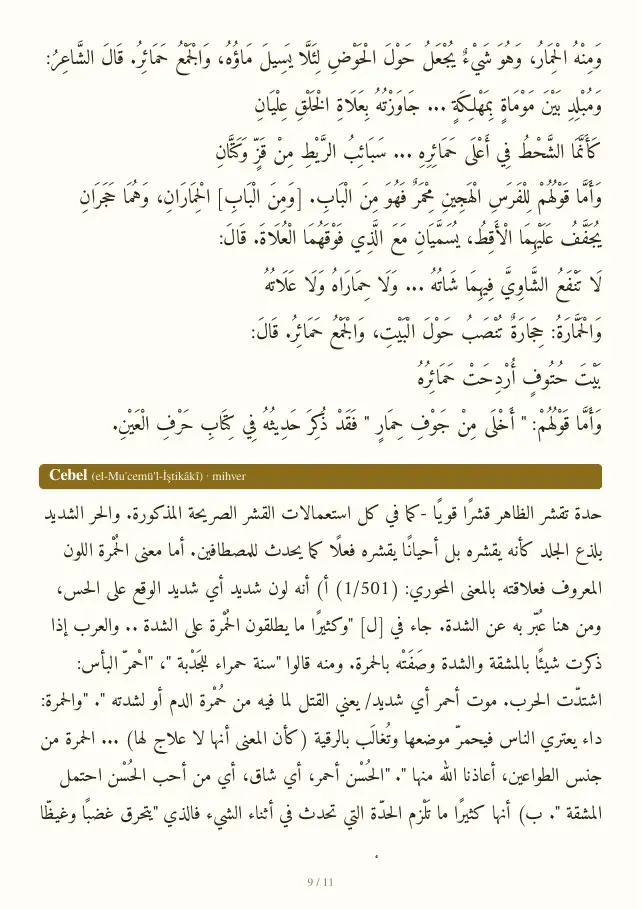 وَمِنْهُ الْحِمَارُ، وَهُوَ شَيْءٌ يُجْعَلُ حَوْلَ الْحَوْضِ لِئَلَّا يَسِيلَ مَاؤُهُ، وَالْجَمْعُ حَمَائِرُ. قَالَ الشَّاعِرُ:
وَمُبْلِدٍ بَيْنَ مَوْمَاةٍ بِمَهْلِكَةٍ ... جَاوَزْتُهُ بِعَلَاةِ الْخَلْقِ عِلْيَانِ
كَأَنَّمَا الشَّحْطُ فِي أَعْلَى حَمَائِرِهِ ... سَبَائِبُ الرَّيْطِ مِنْ قَزٍّ وَكَتَّانِ
وَأَمَّا قَوْلُهُمْ لِلْفَرَسِ الْهَجِينِ مِحْمَرٌ فَهُوَ مِنَ الْبَابِ. [وَمِنَ الْبَابِ] الْحِمَارَانِ، وَهُمَا حَجَرَانِ
يُجَفَّفُ عَلَيْهِمَا الْأَقِطُ، يُسَمَّيَانِ مَعَ الَّذِي فَوْقَهُمَا الْعُلَاةَ. قَالَ:
لَا تَنْفَعُ الشَّاوِيَّ فِيهِمَا شَاتُهُ ... وَلَا حِمَارَاهُ وَلَا عَلَاتُهُ
وَالْحَمَّارَةُ: حِجَارَةٌ تُنْصَبُ حَوْلَ الْبَيْتِ، وَالْجَمْعُ حَمَائِرُ. قَالَ:
بَيْتَ حُتُوفٍ أُرْدِحَتْ حَمَائِرُهُ
وَأَمَّا قَوْلُهُمْ: " أَخْلَى مِنْ جَوْفِ حِمَارٍ " فَقَدْ ذُكِرَ حَدِيثُهُ فِي كِتَابِ حَرْفِ الْعَيْنِ.
Cebel (el-Mu'cemü'l-İştikâkî) · mihver
حدة تقشر الظاهر قشرًا قويًا -كما في كل استعمالات القشر الصريحة المذكورة. والحر الشديد
يلذع الجلد كأنه يقشره بل أحيانًا يقشره فعلًا كما يحدث للمصطافين. أما معنى الحُمْرة اللون
المعروف فعلاقته بالمعنى المحوري: (1/501) أ) أنه لون شديد أي شديد الوقع على الحس،
ومن هنا عُبّر به عن الشدة. جاء في [ل] "وكثيرًا ما يطلقون الحُمْرة على الشدة .. والعرب إذا
ذكرت شيئًا بالمشقة والشدة وصَفَتْه بالحمرة. ومنه قالوا "سنة حمراء للجَدْبة "، "احْمرّ البأس:
اشتدّت الحرب. موت أحمر أي شديد/ يعني القتل لما فيه من حُمْرة الدم أو لشدته ". "والحمرة:
داء يعتري الناس فيحمرّ موضعها وتُغالَب بالرقية (كأن المعنى أنها لا علاج لها) ... الحمرة من
جنس الطواعين، أعاذنا الله منها ". "الحُسْن أحمر، أي شاق، أي من أحب الحُسْن احتمل
المشقة ". ب) أنها كثيرًا ما تَلْزم الحدّة التي تحدث في أثناء الشيء فالذي "يتحرق غضبًا وغيظًا
9 / 11